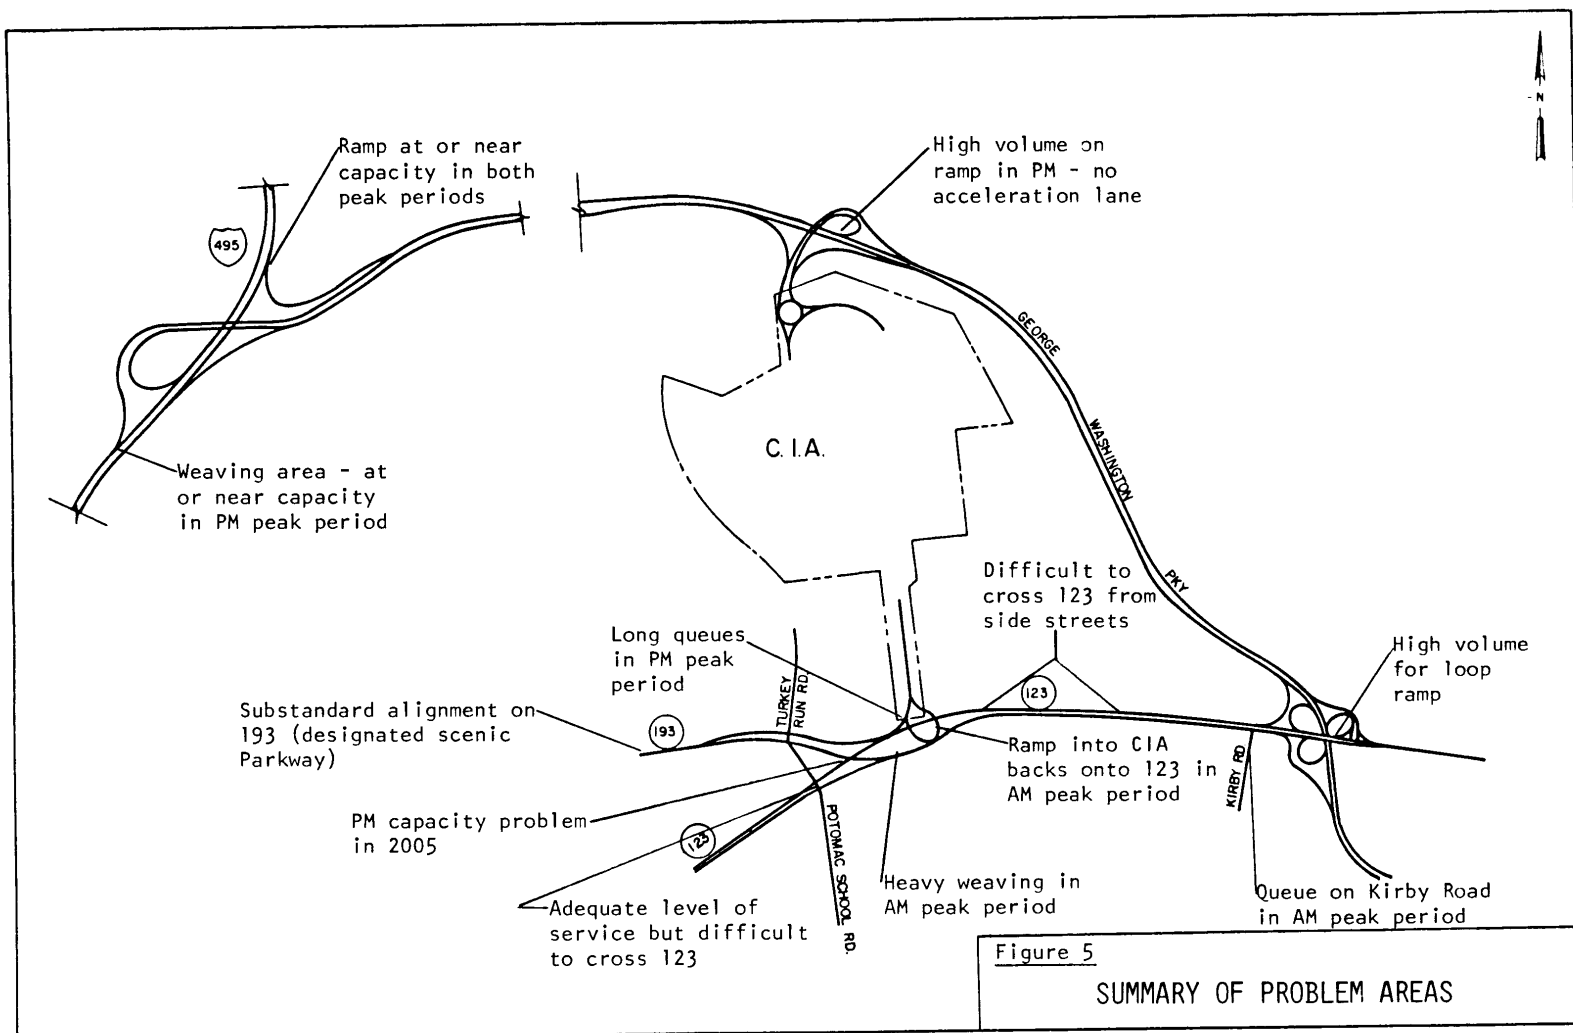 N
Ramp at or near
capacity in both
peak periods
High volume on
ramp in PM - no
acceleration lane
495
GEORGE
WASHINGTON
PKY
C.I.A.
Weaving area - at
or near capacity
in PM peak period
Difficult to
cross 123 from
side streets
Long queues
in PM peak
period
High volume
for loop
ramp
TURKEY
RUN RD.
123
Substandard alignment on
193 (designated scenic
Parkway)
193
Ramp into CIA
backs onto 123 in
AM peak period
KIRBY RD
PM capacity problem
in 2005
123
POTOMAC SCHOOL RD.
Heavy weaving in
AM peak period
Queue on Kirby Road
in AM peak period
Adequate level of
service but difficult
to cross 123
Figure 5
SUMMARY OF PROBLEM AREAS